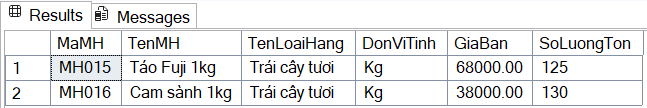 Results Messages
MaMH TenMH TenLoaiHang DonViTinh GiaBan SoLuongTon
1 MH015 Táo Fuji 1kg Trái cây tươi Kg 68000.00 125
2 MH016 Cam sành 1kg Trái cây tươi Kg 38000.00 130